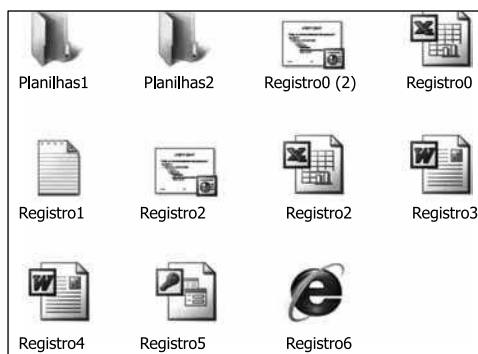 Planilhas1 Planilhas2 Registro0 (2) Registro0
Registro1 Registro2 Registro2 Registro3
Registro4 Registro5 Registro6